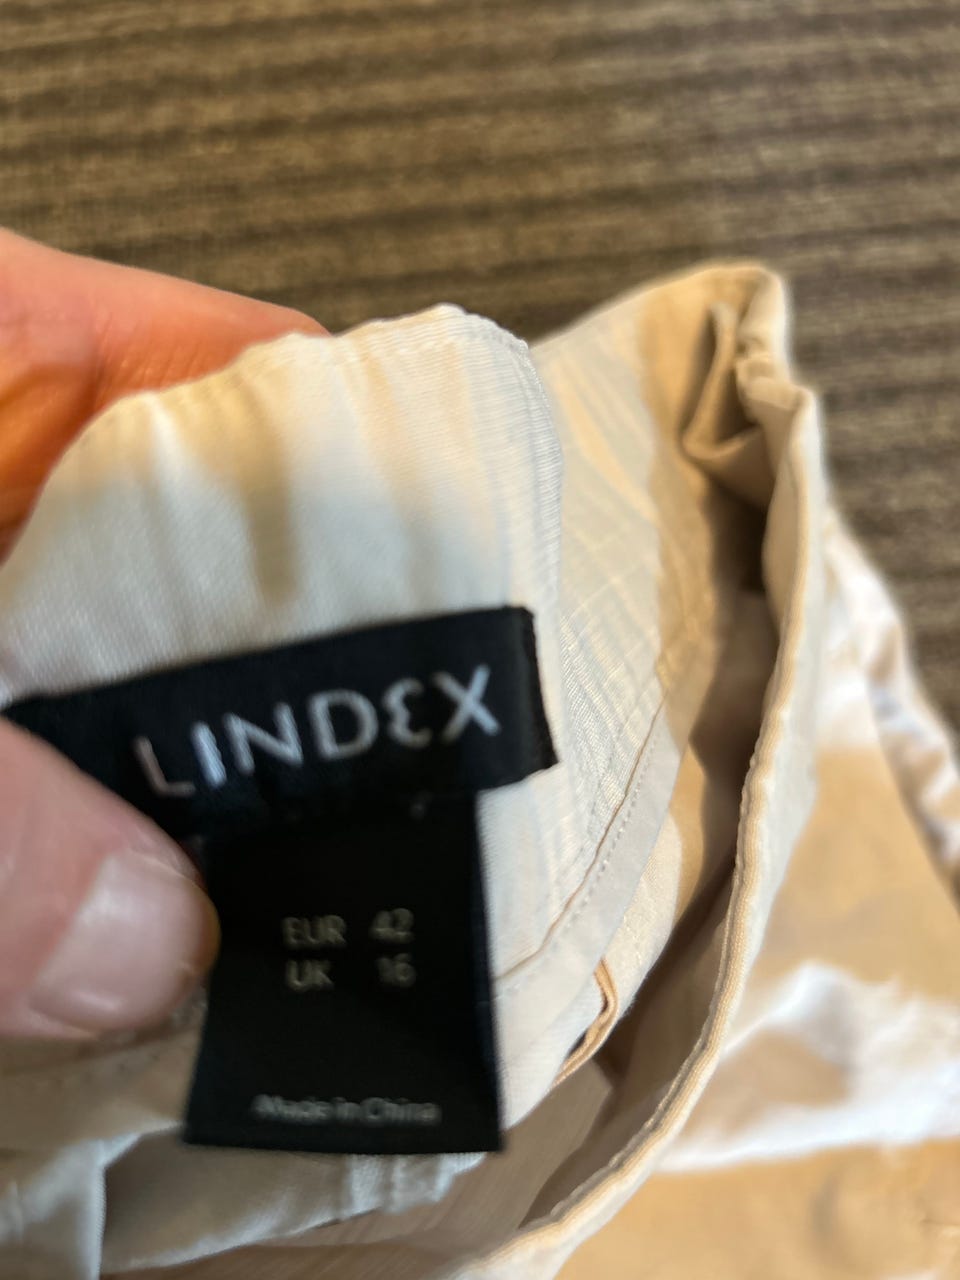 LINDEX
EUR 42
UK 16
Made in China